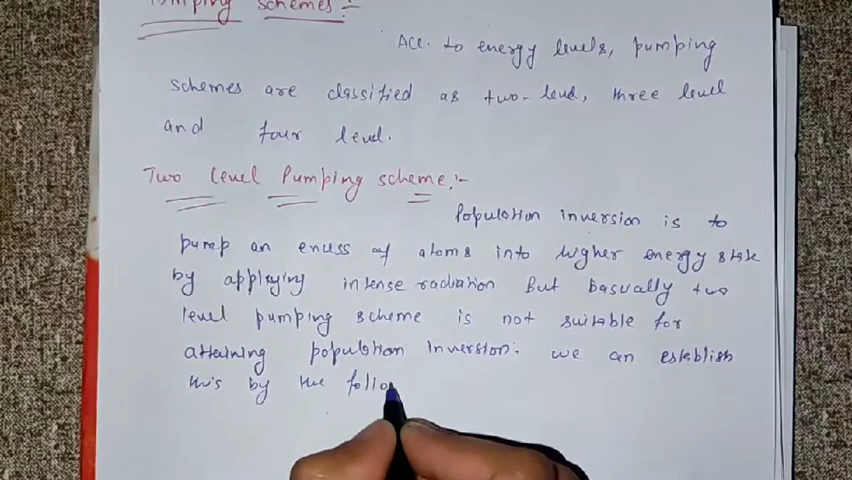 Pumping schemes:-
Acc. to energy levels, pumping
schemes are classified as two-level, three level
and four level.
Two Level Pumping scheme:-
Population inversion is to
pump an excess of atoms into higher energy state
by applying intense radiation But basically two
level pumping scheme is not suitable for
attaining population Inversion. we can establish
this by the follo